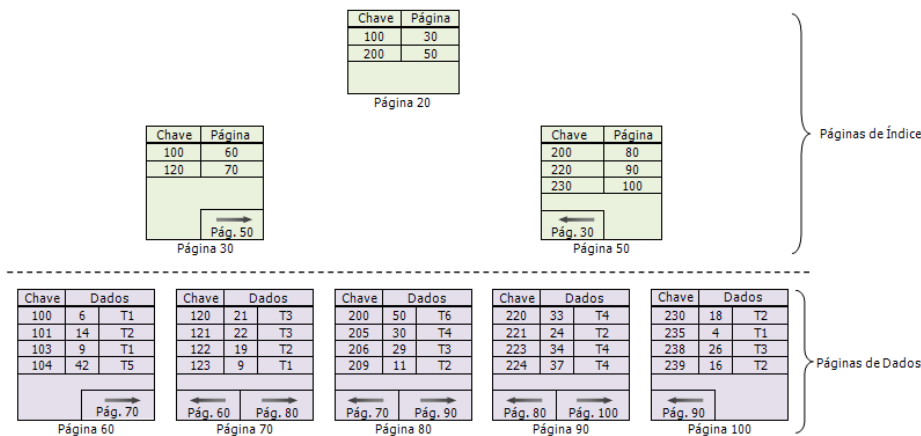 Chave Página
100 30
200 50
Página 20
Chave Página
100 60
120 70
Pág. 50
Página 30
Chave Página
200 80
220 90
230 100
Pág. 30
Página 50
Páginas de Índice
Chave Dados
100 6 T1
101 14 T2
103 9 T1
104 42 T5
Pág. 70
Página 60
Chave Dados
120 21 T3
121 22 T3
122 19 T2
123 9 T1
Pág. 60 Pág. 80
Página 70
Chave Dados
200 50 T6
205 30 T4
206 29 T3
209 11 T2
Pág. 70 Pág. 90
Página 80
Chave Dados
220 33 T4
221 24 T2
223 34 T4
224 37 T4
Pág. 80 Pág. 100
Página 90
Chave Dados
230 18 T2
235 4 T1
238 26 T3
239 16 T2
Pág. 90
Página 100
Páginas de Dados